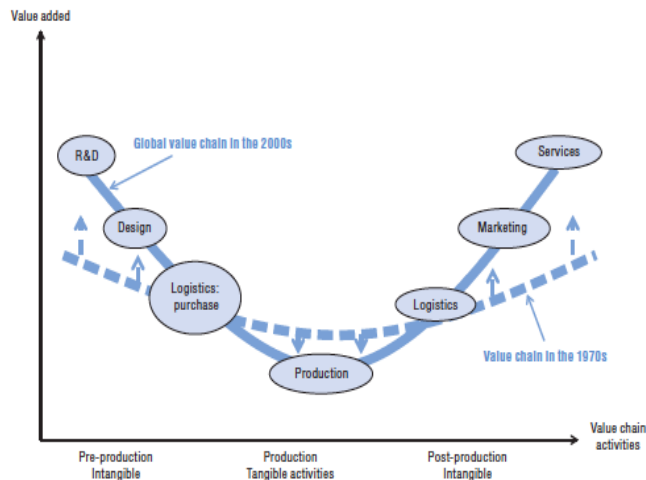 Value added
R&D
Global value chain in the 2000s
Services
Design
Marketing
Logistics:
purchase
Logistics
Production
Value chain in the 1970s
Value chain
activities
Pre-production
Intangible
Production
Tangible activities
Post-production
Intangible